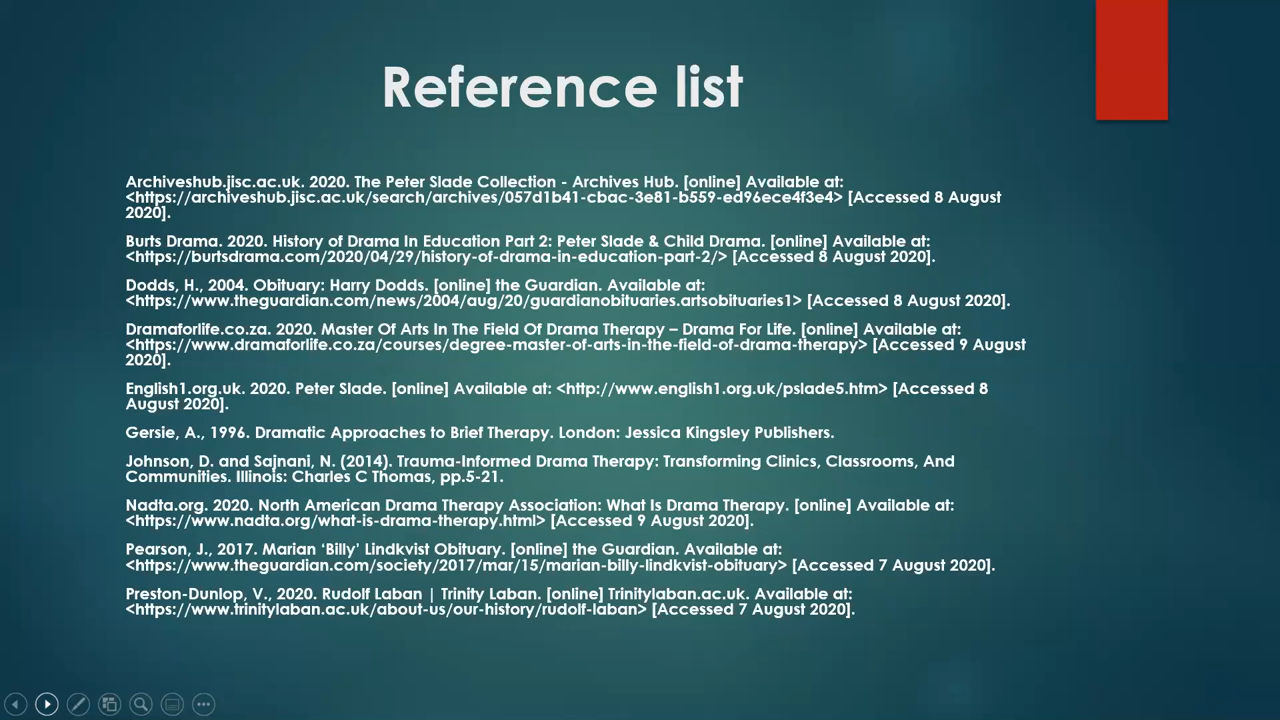 Reference list
Archiveshub.jisc.ac.uk. 2020. The Peter Slade Collection - Archives Hub. [online] Available at:
<https://archiveshub.jisc.ac.uk/search/archives/057d1b41-cbac-3e81-b559-ed96ece4f3e4> [Accessed 8 August
2020].
Burts Drama. 2020. History of Drama In Education Part 2: Peter Slade & Child Drama. [online] Available at:
<https://burtsdrama.com/2020/04/29/history-of-drama-in-education-part-2/> [Accessed 8 August 2020].
Dodds, H., 2004. Obituary: Harry Dodds. [online] the Guardian. Available at:
<https://www.theguardian.com/news/2004/aug/20/guardianobituaries.artsobituaries1> [Accessed 8 August 2020].
Dramaforlife.co.za. 2020. Master Of Arts In The Field Of Drama Therapy – Drama For Life. [online] Available at:
<https://www.dramaforlife.co.za/courses/degree-master-of-arts-in-the-field-of-drama-therapy> [Accessed 9 August
2020].
English1.org.uk. 2020. Peter Slade. [online] Available at: <http://www.english1.org.uk/pslade5.htm> [Accessed 8
August 2020].
Gersie, A., 1996. Dramatic Approaches to Brief Therapy. London: Jessica Kingsley Publishers.
Johnson, D. and Sajnani, N. (2014). Trauma-Informed Drama Therapy: Transforming Clinics, Classrooms, And
Communities. Illinois: Charles C Thomas, pp.5-21.
Nadta.org. 2020. North American Drama Therapy Association: What Is Drama Therapy. [online] Available at:
<https://www.nadta.org/what-is-drama-therapy.html> [Accessed 9 August 2020].
Pearson, J., 2017. Marian ‘Billy’ Lindkvist Obituary. [online] the Guardian. Available at:
<https://www.theguardian.com/society/2017/mar/15/marian-billy-lindkvist-obituary> [Accessed 7 August 2020].
Preston-Dunlop, V., 2020. Rudolf Laban | Trinity Laban. [online] Trinitylaban.ac.uk. Available at:
<https://www.trinitylaban.ac.uk/about-us/our-history/rudolf-laban> [Accessed 7 August 2020].